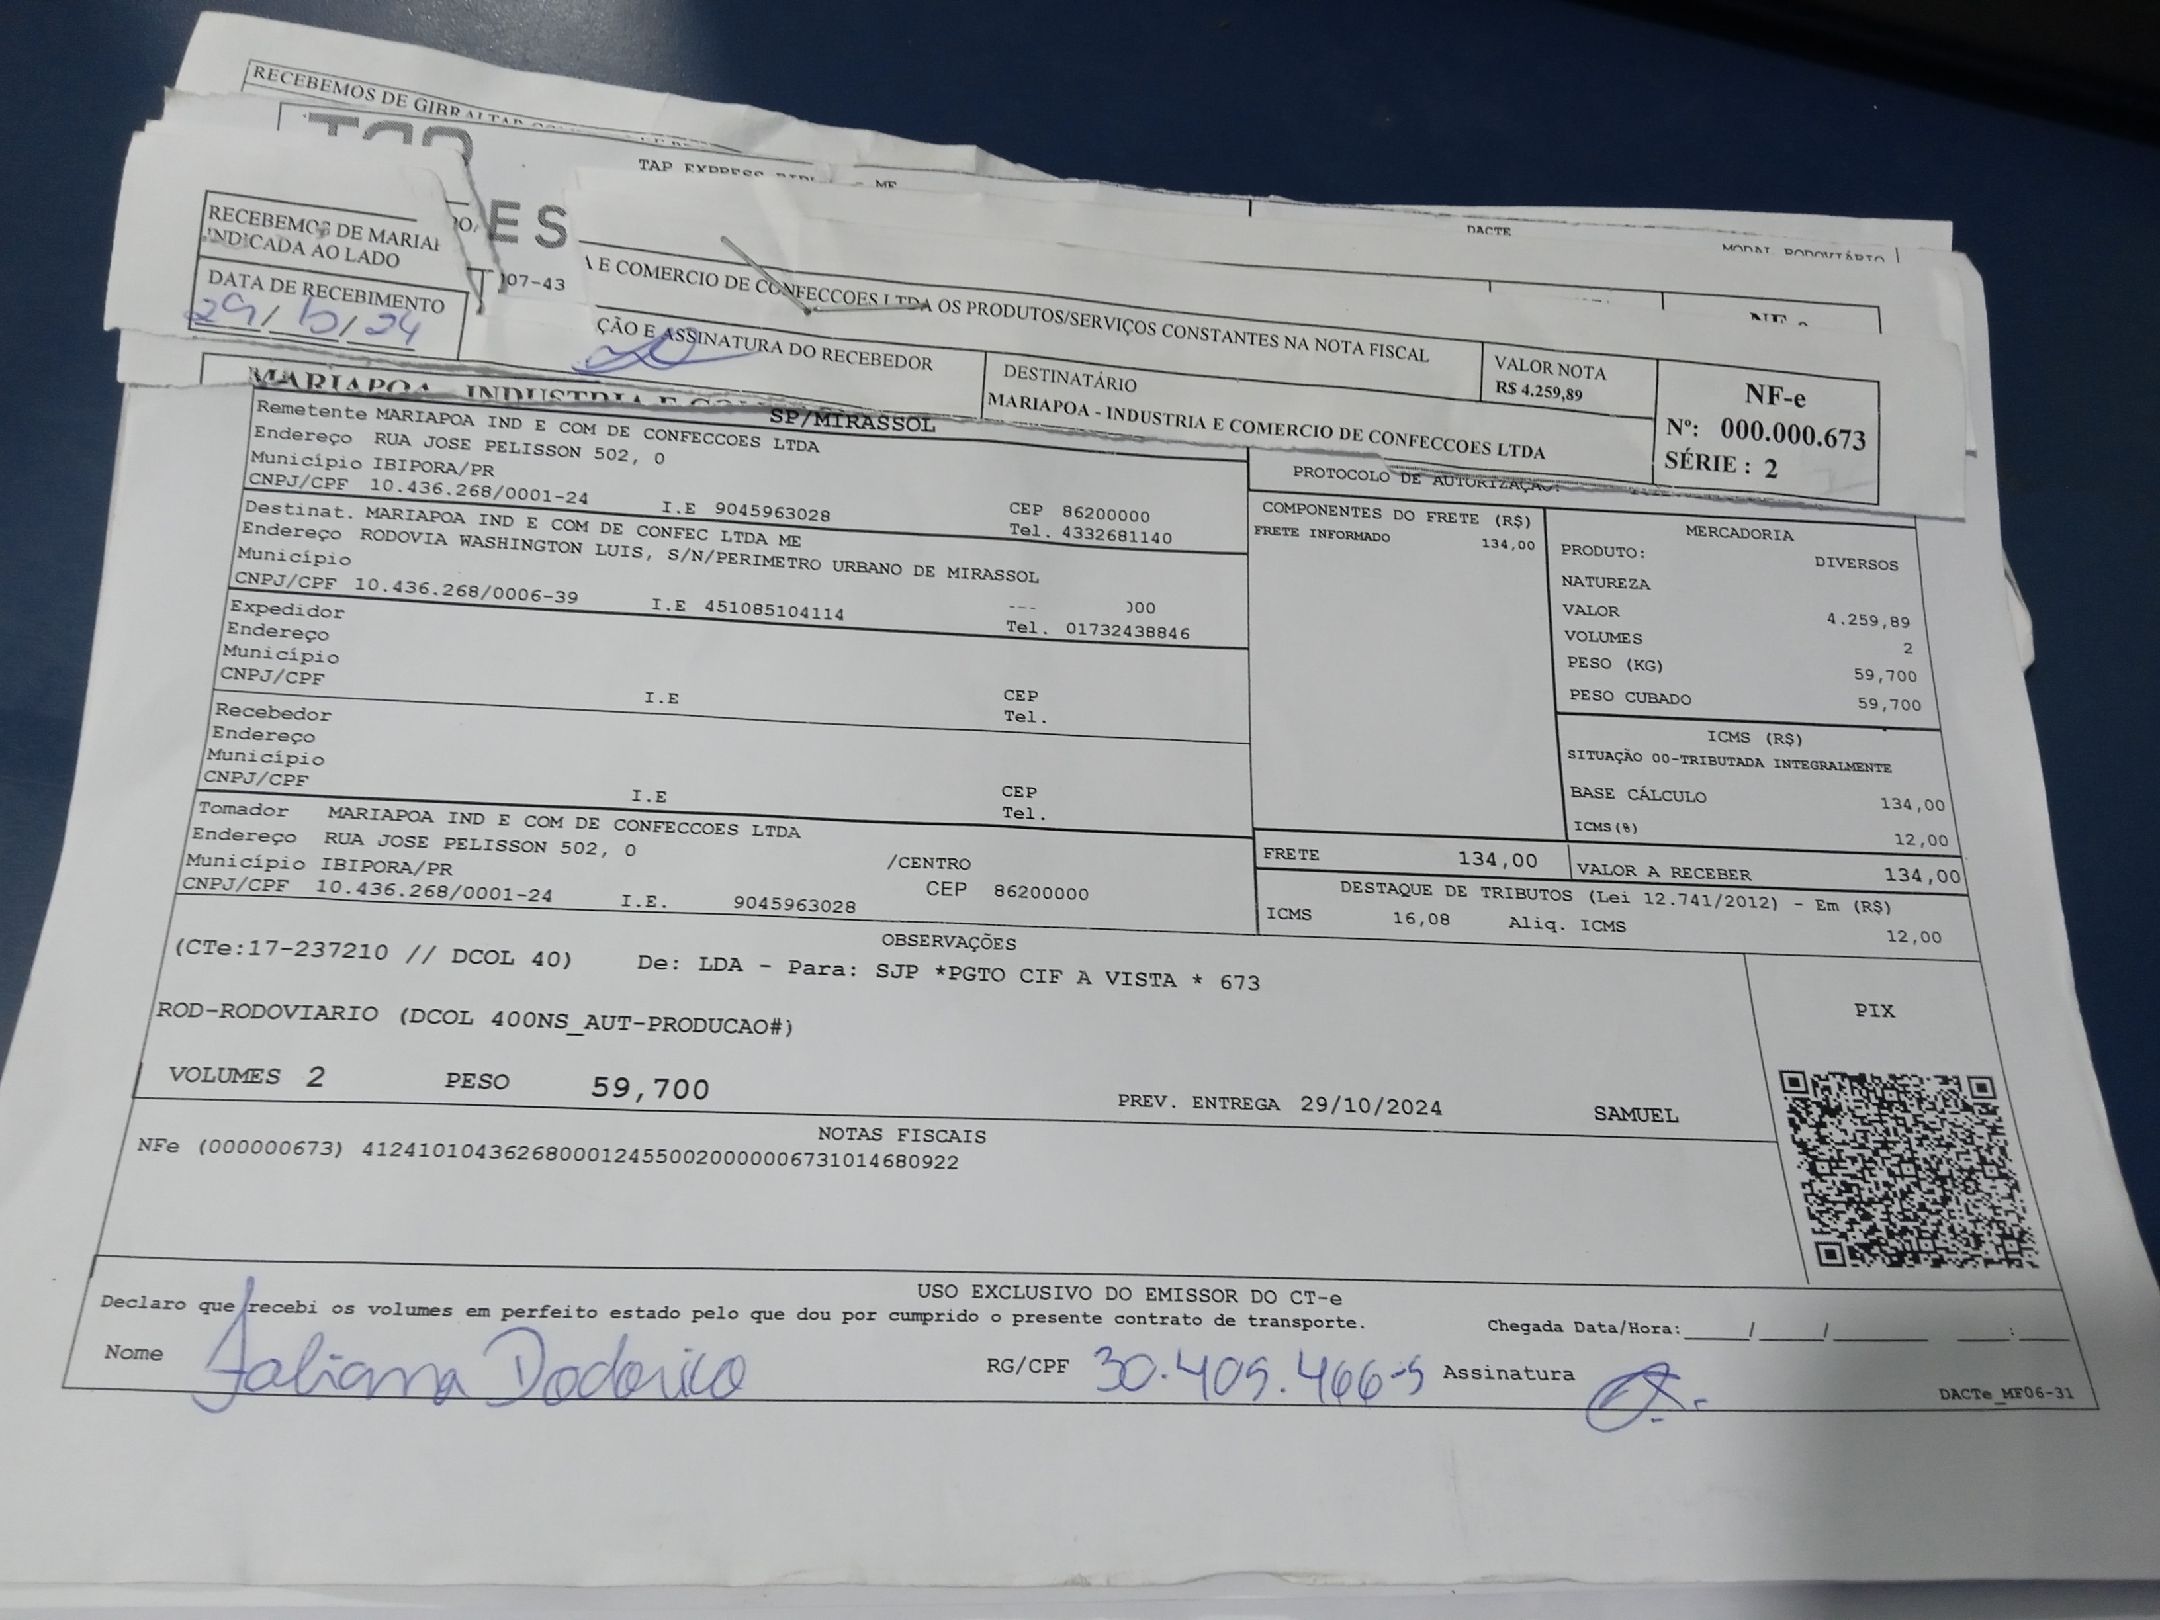 RECEBEMOS DE GIBRALTAR
TAP EXPRESS
DACTE
MODAL RODOVIÁRIO
ES
RECEBEMOS DE MARIAI
INDICADA AO LADO
07-43
E COMERCIO DE CONFECCOES LTDA OS PRODUTOS/SERVIÇOS CONSTANTES NA NOTA FISCAL
DATA DE RECEBIMENTO
29/10/24
ÇÃO E ASSINATURA DO RECEBEDOR
DESTINATÁRIO
MARIAPOA - INDUSTRIA E COMERCIO DE CONFECCOES LTDA
VALOR NOTA
R$ 4.259,89
NF-e
Nº: 000.000.673
SÉRIE : 2
MARIAPOA - INDUSTRIA E
SP/MIRASSOL
PROTOCOLO DE AUTORIZAÇÃO:
Remetente MARIAPOA IND E COM DE CONFECCOES LTDA
Endereço RUA JOSE PELISSON 502, 0
Município IBIPORA/PR
CNPJ/CPF 10.436.268/0001-24 I.E 9045963028 CEP 86200000
Tel. 4332681140
Destinat. MARIAPOA IND E COM DE CONFEC LTDA ME
Endereço RODOVIA WASHINGTON LUIS, S/N/PERIMETRO URBANO DE MIRASSOL
Município
CNPJ/CPF 10.436.268/0006-39 I.E 451085104114 000
Tel. 01732438846
Expedidor
Endereço
Município
CNPJ/CPF I.E CEP
Tel.
Recebedor
Endereço
Município
CNPJ/CPF I.E CEP
Tel.
Tomador MARIAPOA IND E COM DE CONFECCOES LTDA
Endereço RUA JOSE PELISSON 502, 0 /CENTRO
Município IBIPORA/PR CEP 86200000
CNPJ/CPF 10.436.268/0001-24 I.E. 9045963028
COMPONENTES DO FRETE (R$)
FRETE INFORMADO 134,00
MERCADORIA
PRODUTO: DIVERSOS
NATUREZA
VALOR 4.259,89
VOLUMES 2
PESO (KG) 59,700
PESO CUBADO 59,700
ICMS (R$)
SITUAÇÃO 00-TRIBUTADA INTEGRALMENTE
BASE CÁLCULO 134,00
ICMS(%) 12,00
FRETE 134,00 VALOR A RECEBER 134,00
DESTAQUE DE TRIBUTOS (Lei 12.741/2012) - Em (R$)
ICMS 16,08 Aliq. ICMS 12,00
OBSERVAÇÕES
(CTe:17-237210 // DCOL 40) De: LDA - Para: SJP *PGTO CIF A VISTA * 673
ROD-RODOVIARIO (DCOL 400NS_AUT-PRODUCAO#)
PIX
VOLUMES 2 PESO 59,700 PREV. ENTREGA 29/10/2024 SAMUEL
NOTAS FISCAIS
NFe (000000673) 41241010436268000124550020000006731014680922
USO EXCLUSIVO DO EMISSOR DO CT-e
Declaro que recebi os volumes em perfeito estado pelo que dou por cumprido o presente contrato de transporte. Chegada Data/Hora:____/____/______ ____:____
Nome RG/CPF 30.409.466-5 Assinatura
DACTe_MF06-31